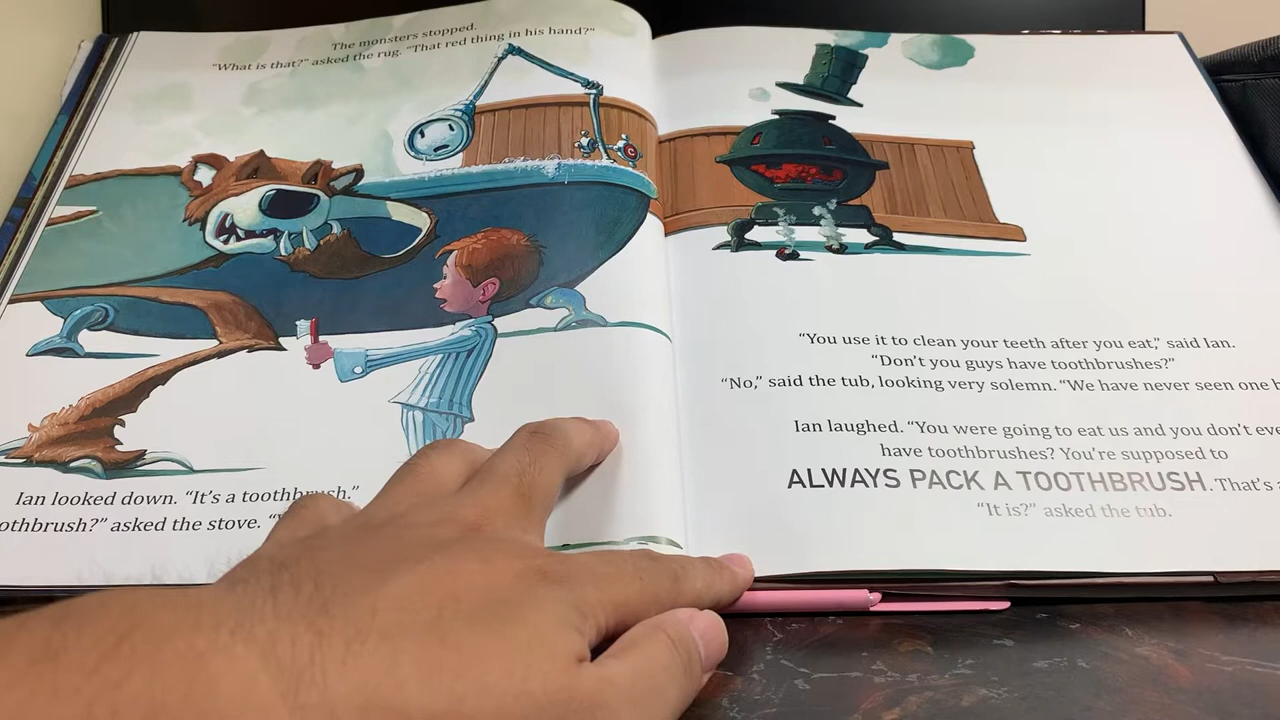 The monsters stopped.
"What is that?" asked the rug. "That red thing in his hand?"
Ian looked down. "It's a toothbrush."
asked the stove.
"You use it to clean your teeth after you eat," said Ian.
"Don't you guys have toothbrushes?"
"No," said the tub, looking very solemn. "We have never seen one
Ian laughed. "You were going to eat us and you don't
have toothbrushes? You're supposed to
ALWAYS PACK A TOOTHBRUSH. That's
"It is?" asked the tub.